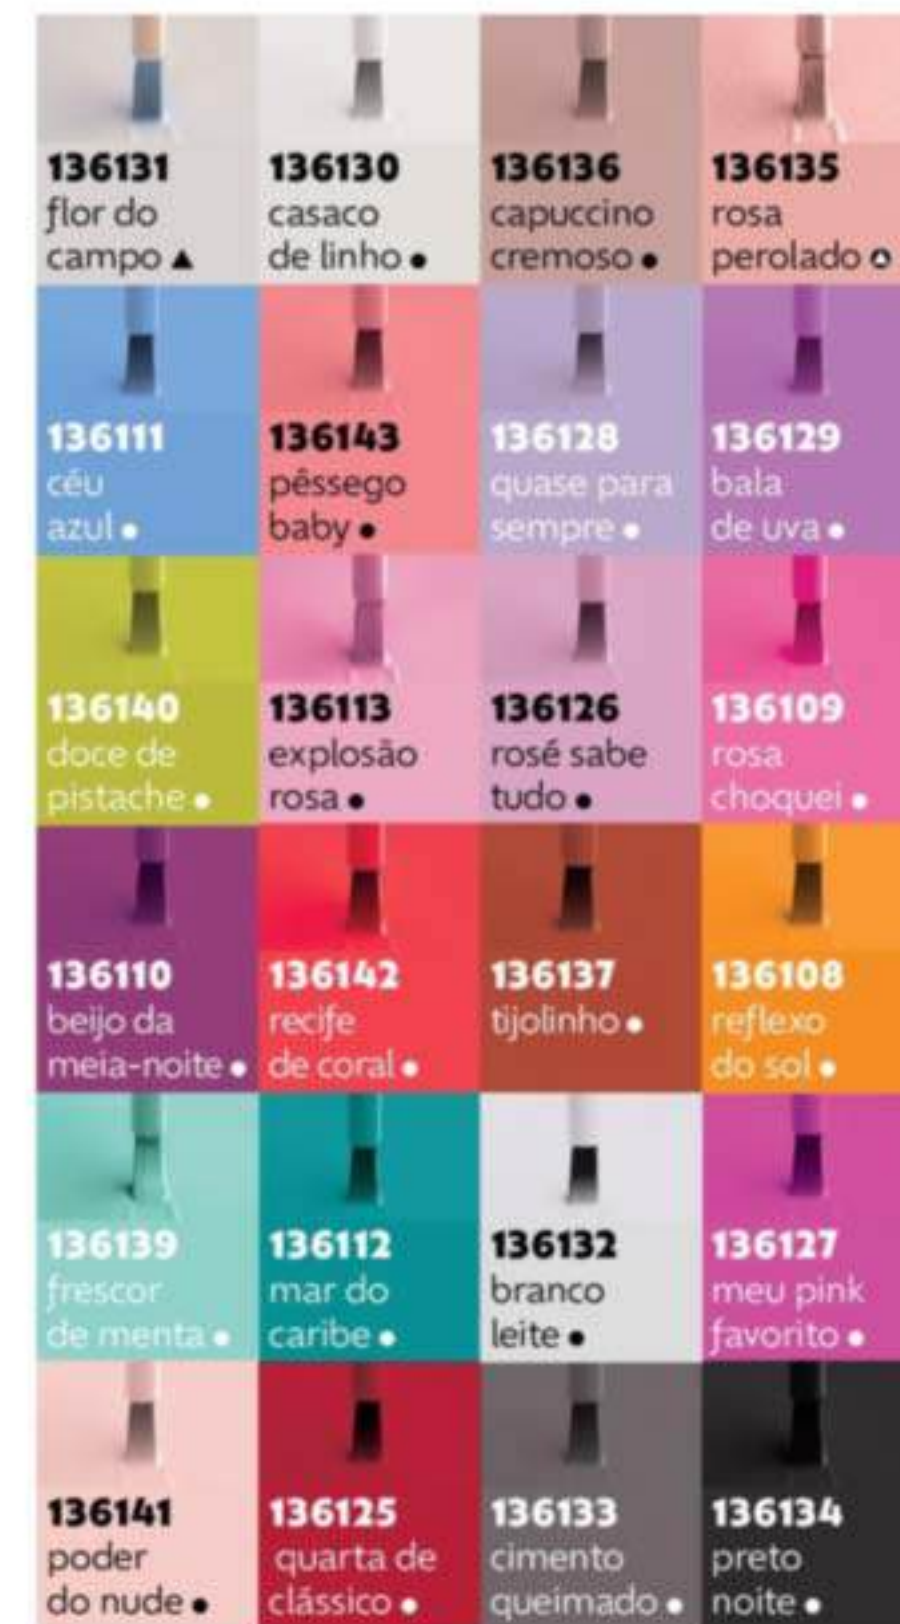 136131
flor do
campo ▲
136130
casaco
de linho ●
136136
capuccino
cremoso ●
136135
rosa
perolado
136111
céu
azul ●
136143
pêssego
baby ●
136128
quase para
sempre ●
136129
bala
de uva ●
136140
doce de
pistache ●
136113
explosão
rosa ●
136126
rosé sabe
tudo ●
136109
rosa
choquei ●
136110
beijo da
meia-noite ●
136142
recife
de coral ●
136137
tijolinho ●
136108
reflexo
do sol ●
136139
frescor
de menta ●
136112
mar do
caribe ●
136132
branco
leite ●
136127
meu pink
favorito ●
136141
poder
do nude ●
136125
quarta de
clássico ●
136133
cimento
queimado ●
136134
preto
noite ●